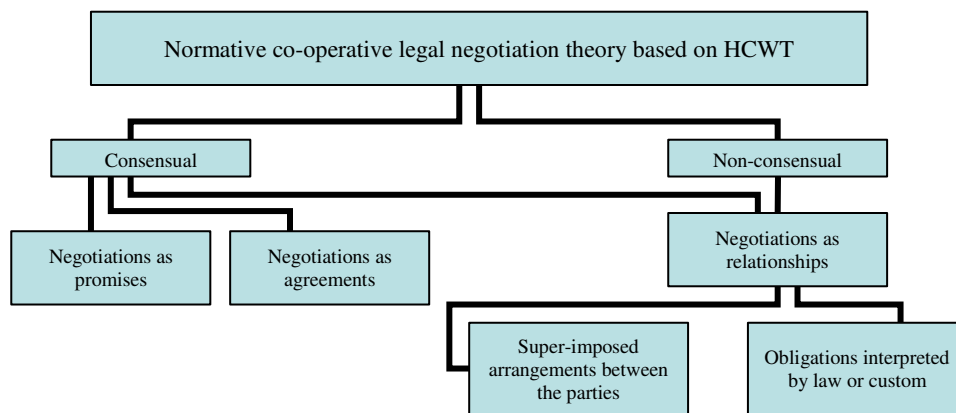 Normative co-operative legal negotiation theory based on HCWT
Consensual
Non-consensual
Negotiations as
promises
Negotiations as
agreements
Negotiations as
relationships
Super-imposed
arrangements between
the parties
Obligations interpreted
by law or custom